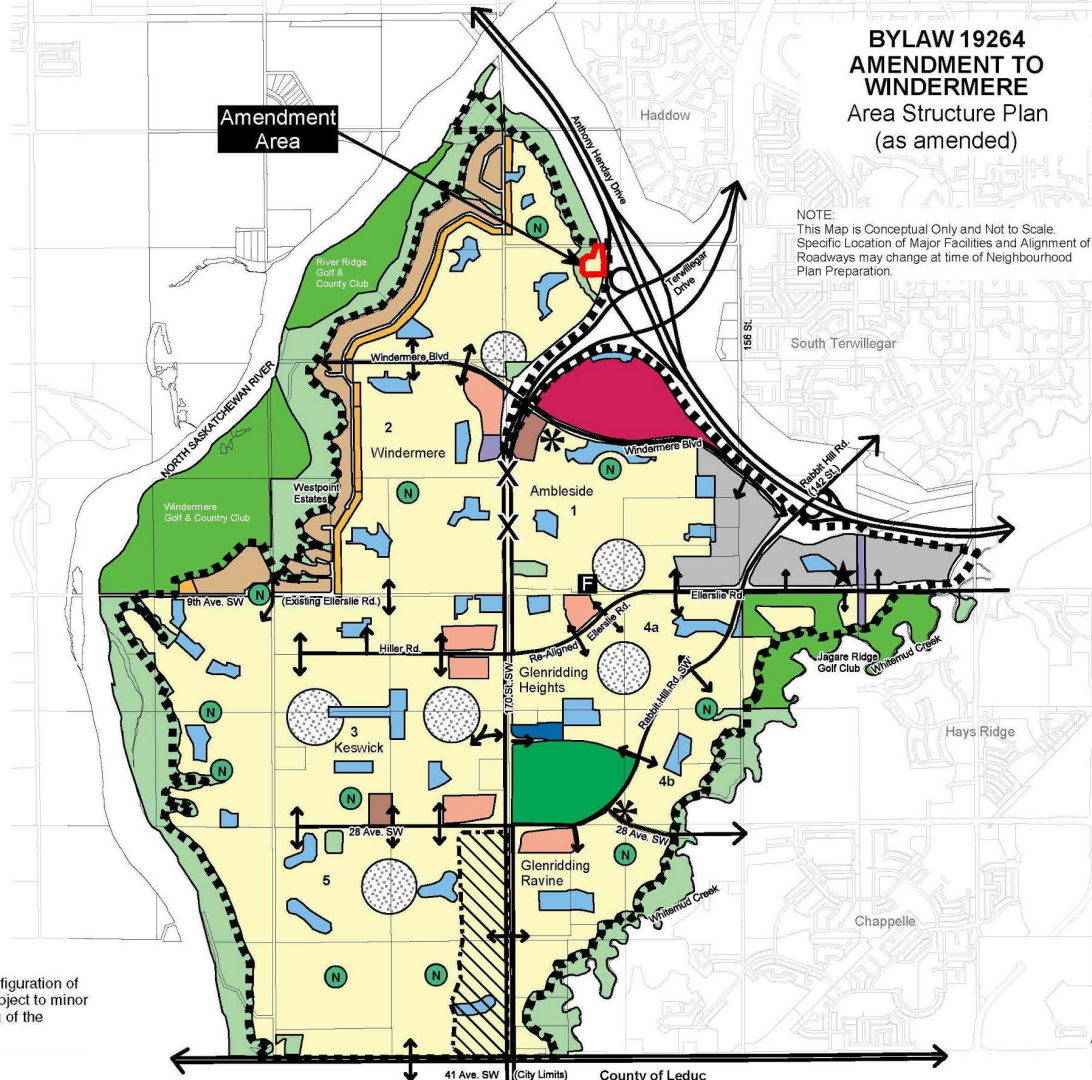 BYLAW 19264
AMENDMENT TO
WINDERMERE
Area Structure Plan
(as amended)
NOTE:
This Map is Conceptual Only and Not to Scale.
Specific Location of Major Facilities and Alignment of
Roadways may change at time of Neighbourhood
Plan Preparation.
Amendment
Area
Haddow
Anthony Henday Drive
N
River Ridge
Golf &
County Club
Terwillegar
Drive
156 St.
South Terwillegar
Windermere Blvd
NORTH SASKATCHEWAN RIVER
2
Windermere
Windermere Blvd
Rabbit Hill Rd.
(142 St.)
N
N
Westpoint
Estates
Ambleside
1
X
X
Windermere
Golf & Country Club
F
N
9th Ave. SW
(Existing Ellerslie Rd.)
Ellerslie Rd.
Re-Aligned
Ellerslie Rd.
4a
Hiller Rd.
170 St. SW
Glenridding
Heights
Rabbit Hill Rd. SW
Jagare Ridge
Golf Club
Whitemud Creek
N
N
3
Keswick
Hays Ridge
N
4b
N
28 Ave. SW
28 Ave. SW
N
5
Glenridding
Ravine
Whitemud Creek
Chappelle
N
N
figuration of
bject to minor
of the
41 Ave. SW
(City Limits)
County of Leduc